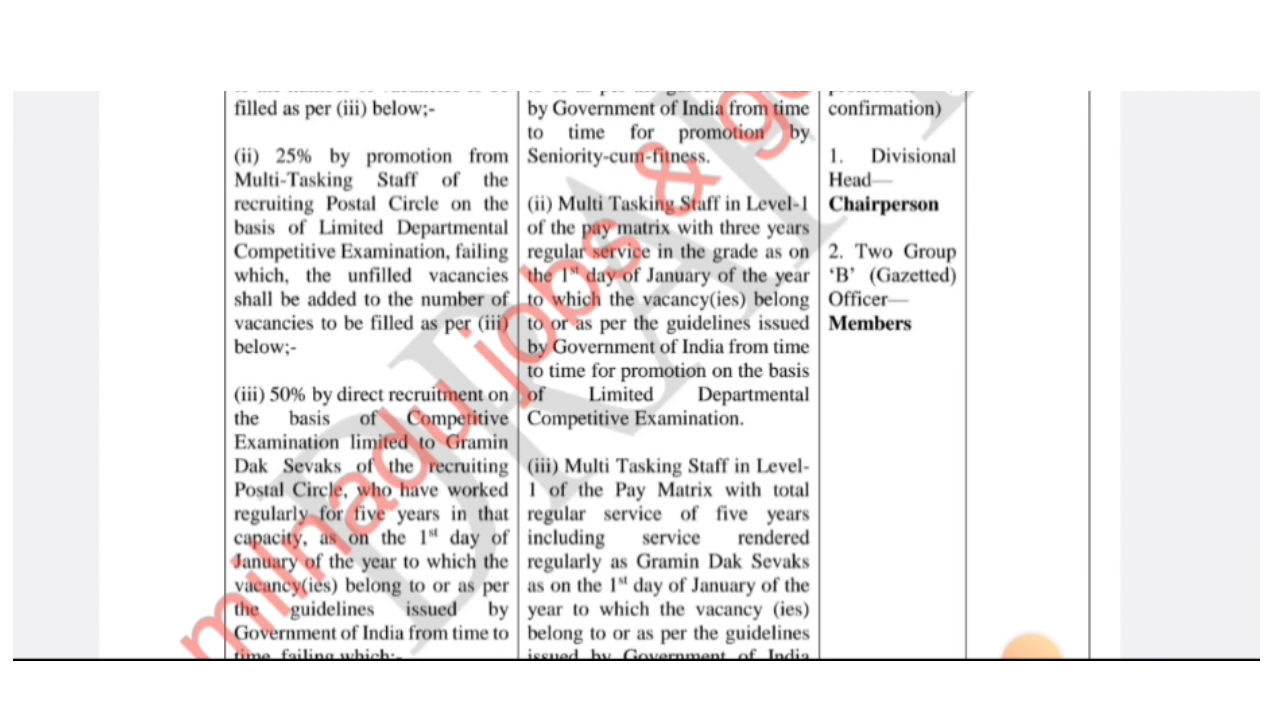 filled as per (iii) below;-
(ii) 25% by promotion from
Multi-Tasking Staff of the
recruiting Postal Circle on the
basis of Limited Departmental
Competitive Examination, failing
which, the unfilled vacancies
shall be added to the number of
vacancies to be filled as per (iii)
below;-
(iii) 50% by direct recruitment on
the basis of Competitive
Examination limited to Gramin
Dak Sevaks of the recruiting
Postal Circle, who have worked
regularly for five years in that
capacity, as on the 1st day of
January of the year to which the
vacancy(ies) belong to or as per
the guidelines issued by
Government of India from time to
time, failing which:-
by Government of India from time
to time for promotion by
Seniority-cum-fitness.
(ii) Multi Tasking Staff in Level-1
of the pay matrix with three years
regular service in the grade as on
the 1st day of January of the year
to which the vacancy(ies) belong
to or as per the guidelines issued
by Government of India from time
to time for promotion on the basis
of Limited Departmental
Competitive Examination.
(iii) Multi Tasking Staff in Level-
1 of the Pay Matrix with total
regular service of five years
including service rendered
regularly as Gramin Dak Sevaks
as on the 1st day of January of the
year to which the vacancy (ies)
belong to or as per the guidelines
issued by Government of India
confirmation)
1. Divisional
Head—
Chairperson
2. Two Group
‘B’ (Gazetted)
Officer—
Members
milnadu jobs & g
DRAFT